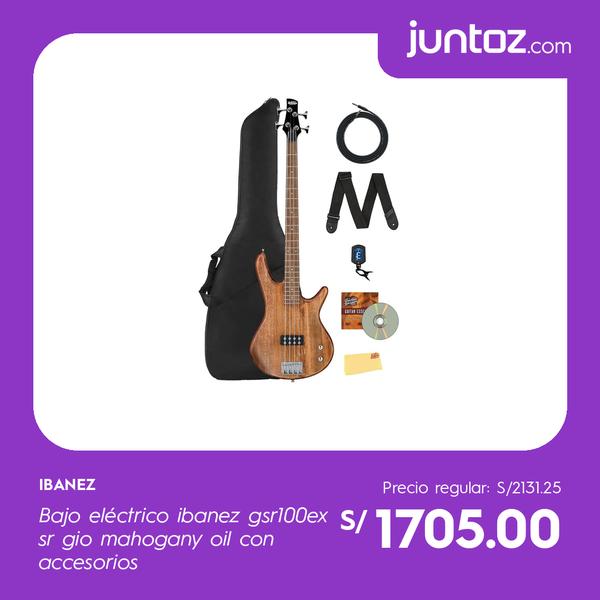 juntoz.com
IBANEZ
Bajo eléctrico ibanez gsr100ex
sr gio mahogany oil con
accesorios
Precio regular: S/2131.25
S/ 1705.00